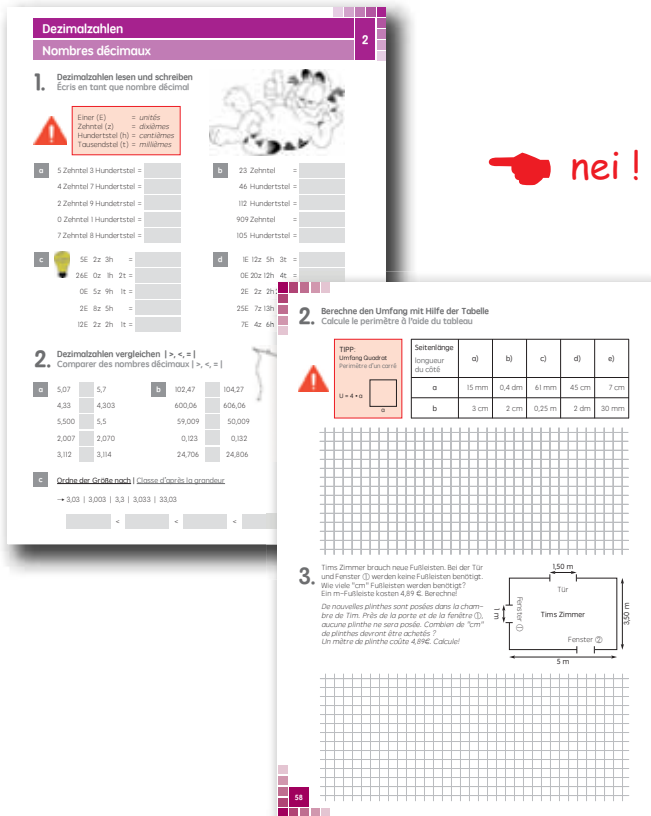 Dezimalzahlen
Nombres décimaux
2
1. Dezimalzahlen lesen und schreiben
Écris en tant que nombre décimal
Einer (E) = unités
Zehntel (z) = dixièmes
Hundertstel (h) = centièmes
Tausendstel (t) = millièmes
a
5 Zehntel 3 Hundertstel =
4 Zehntel 7 Hundertstel =
2 Zehntel 9 Hundertstel =
0 Zehntel 1 Hundertstel =
7 Zehntel 8 Hundertstel =
b
23 Zehntel =
46 Hundertstel =
112 Hundertstel =
909 Zehntel =
105 Hundertstel =
c
5E 2z 3h =
26E 0z 1h 2t =
0E 5z 9h 1t =
2E 8z 5h =
12E 2z 2h 1t =
d
1E 12z 5h 3t =
0E 20z 12h 4t =
2E 2z 2h
25E 7z 13h
7E 4z 6h
2. Dezimalzahlen vergleichen | >, <, = |
Comparer des nombres décimaux | >, <, = |
a
5,07 5,7
4,33 4,303
5,500 5,5
2,007 2,070
3,112 3,114
b
102,47 104,27
600,06 606,06
59,009 50,009
0,123 0,132
24,706 24,806
c
Ordne der Größe nach | Classe d'après la grandeur
→ 3,03 | 3,003 | 3,3 | 3,033 | 33,03
< < <
nei !
2. Berechne den Umfang mit Hilfe der Tabelle
Calcule le perimètre à l'aide du tableau
TIPP:
Umfang Quadrat
Perimètre d'un carré
U = 4 • a
a
Seitenlänge
longueur
du côté
a) b) c) d) e)
a 15 mm 0,4 dm 61 mm 45 cm 7 cm
b 3 cm 2 cm 0,25 m 2 dm 30 mm
3. Tims Zimmer brauch neue Fußleisten. Bei der Tür
und Fenster ① werden keine Fußleisten benötigt.
Wie viele "cm" Fußleisten werden benötigt?
Ein m-Fußleiste kosten 4,89 €. Berechne!
De nouvelles plinthes sont posées dans la cham-
bre de Tim. Près de la porte et de la fenêtre ①,
aucune plinthe ne sera posée. Combien de "cm"
de plinthes devront être achetés ?
Un mètre de plinthe coûte 4,89€. Calcule!
1,50 m
Tür
Fenster ①
1 m
Tims Zimmer
3,50 m
Fenster ②
5 m
58